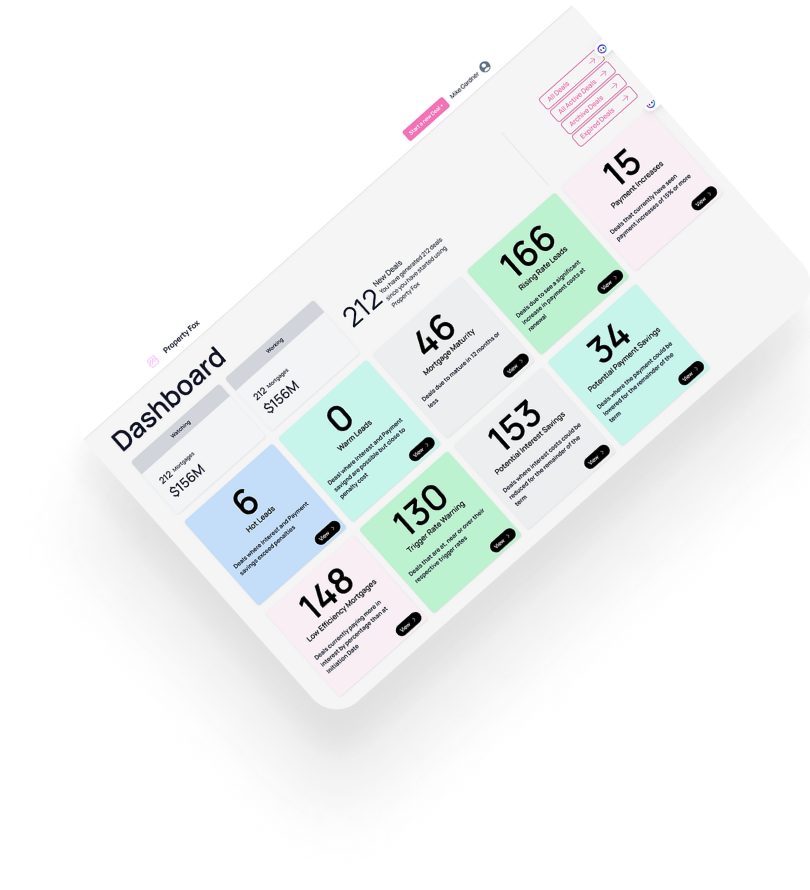 Property Fox
Start a new Deal +
Mike Gardner
Dashboard
Watching
212 Mortgages
$156M
Working
212 Mortgages
$156M
212
New Deals
You have generated 212 deals
since you have started using
Property Fox
All Deals
All Active Deals
Archive Deals
Expired Deals
6
Hot Leads
Deals where Interest and Payment
savings exceed penalties
View
0
Warm Leads
Deasl where Interest and Payment
savignd are possible but close to
penalty cost
View
46
Mortgage Maturity
Deals due to mature in 13 months or
less
View
166
Rising Rate Leads
Deals due to see a significant
increase in payment costs at
renewal
View
15
Payment Increases
Deals that currently have seen
payment increases of 15% or more
View
148
Low Efficiency Mortgages
Deals currently paying more in
interest by percentage than at
Initiation Date
View
130
Trigger Rate Warning
Deals that are at, near or over their
respective trigger rates
View
153
Potential Interest Savings
Deals where interest costs could be
reduced for the remainder of the
term
View
34
Potential Payment Savings
Deals where the payment could be
lowered for the remainder of the
term
View